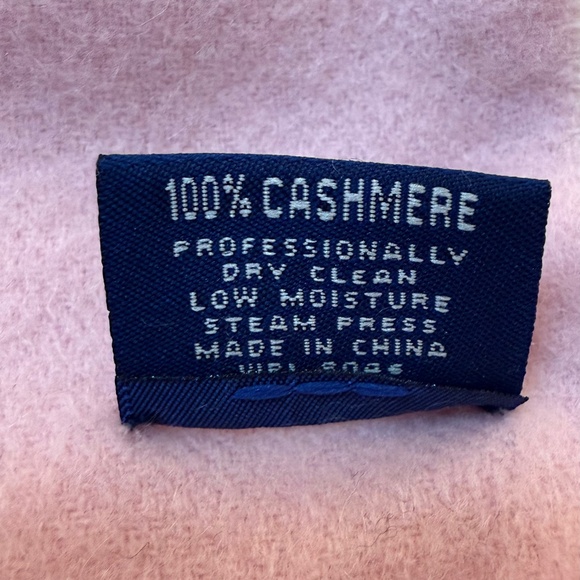 100% CASHMERE
PROFESSIONALLY
DRY CLEAN
LOW MOISTURE
STEAM PRESS
MADE IN CHINA